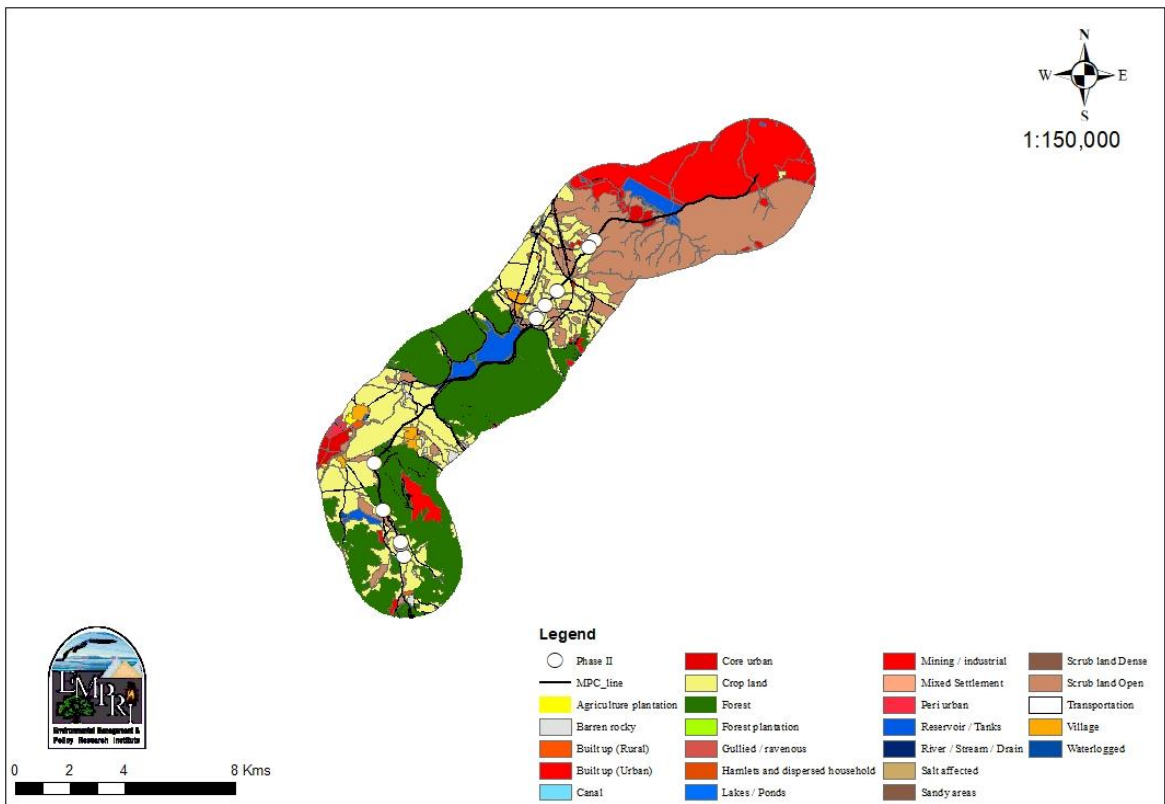 N
W E
S
1:150,000
Legend
Phase II
MPC_line
Agriculture plantation
Barren rocky
Built up (Rural)
Built up (Urban)
Canal
Core urban
Crop land
Forest
Forest plantation
Gullied / ravenous
Hamlets and dispersed household
Lakes / Ponds
Mining / industrial
Mixed Settlement
Peri urban
Reservoir / Tanks
River / Stream / Drain
Salt affected
Sandy areas
Scrub land Dense
Scrub land Open
Transportation
Village
Waterlogged
EMPRI
Environmental Management &
Policy Research Institute
0 2 4 8 Kms